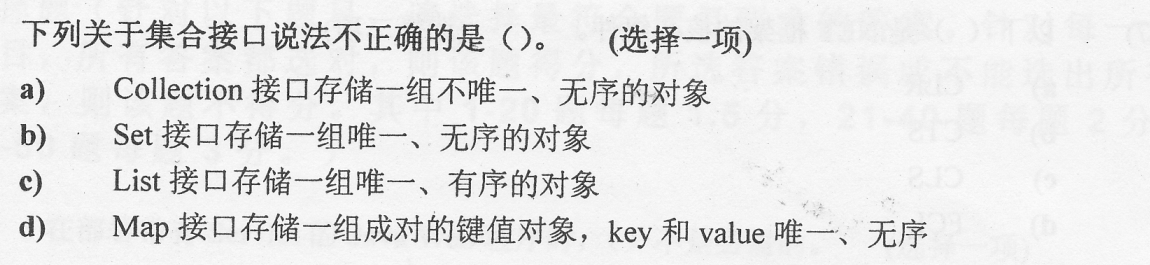 下列关于集合接口说法不正确的是（）。 (选择一项)
a) Collection 接口存储一组不唯一、无序的对象
b) Set 接口存储一组唯一、无序的对象
c) List 接口存储一组唯一、有序的对象
d) Map 接口存储一组成对的键值对象，key 和 value 唯一、无序